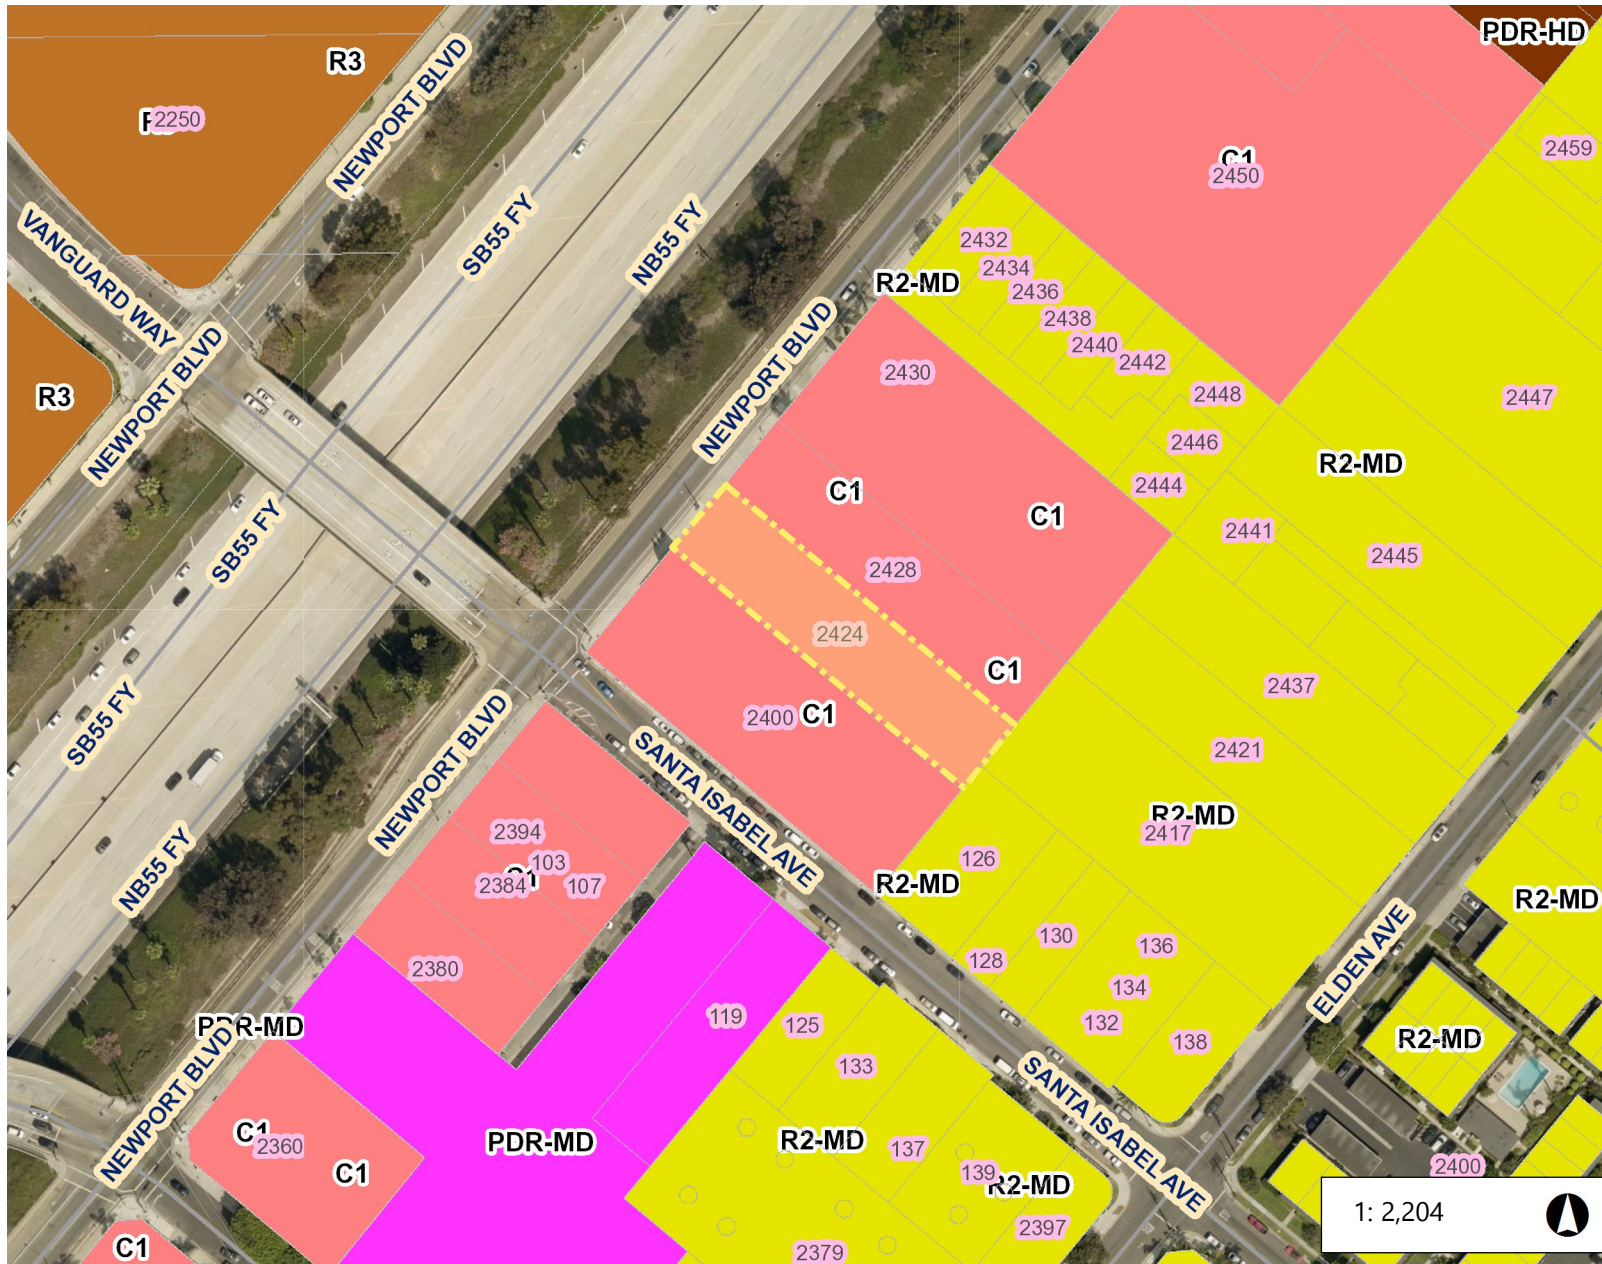 PDR-HD
R3
NEWPORT BLVD
2250
2459
C1
2450
VANGUARD WAY
SB55 FY
NB55 FY
2432
2434
R2-MD
2436
2438
2440
2442
2448
NEWPORT BLVD
NEWPORT BLVD
2430
R3
2447
2446
R2-MD
2444
C1
C1
2441
2445
SB55 FY
2428
2424
C1
2437
2400
C1
SB55 FY
2421
NEWPORT BLVD
SANTA ISABEL AVE
R2-MD
2417
2394
103
C1
2384
107
126
R2-MD
NB55 FY
R2-MD
130
136
128
2380
134
132
ELDEN AVE
119
125
PDR-MD
138
R2-MD
133
NEWPORT BLVD
C1
2360
PDR-MD
R2-MD
137
SANTA ISABEL AVE
C1
139
R2-MD
2400
2397
C1
2379
1: 2,204